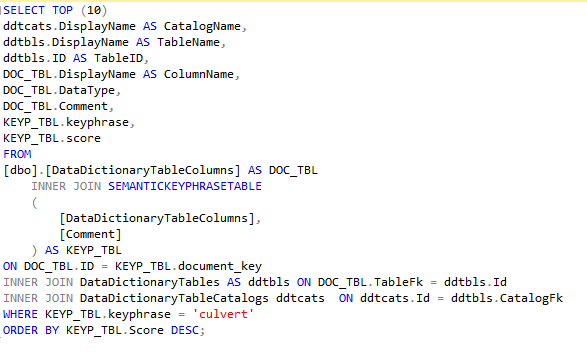 SELECT TOP (10)
ddtcats.DisplayName AS CatalogName,
ddtbls.DisplayName AS TableName,
ddtbls.ID AS TableID,
DOC_TBL.DisplayName AS ColumnName,
DOC_TBL.DataType,
DOC_TBL.Comment,
KEYP_TBL.keyphrase,
KEYP_TBL.score
FROM
[dbo].[DataDictionaryTableColumns] AS DOC_TBL
    INNER JOIN SEMANTICKEYPHRASETABLE
    (
        [DataDictionaryTableColumns],
        [Comment]
    ) AS KEYP_TBL
ON DOC_TBL.ID = KEYP_TBL.document_key
INNER JOIN DataDictionaryTables AS ddtbls ON DOC_TBL.TableFk = ddtbls.Id
INNER JOIN DataDictionaryTableCatalogs ddtcats  ON ddtcats.Id = ddtbls.CatalogFk
WHERE KEYP_TBL.keyphrase = 'culvert'
ORDER BY KEYP_TBL.Score DESC;